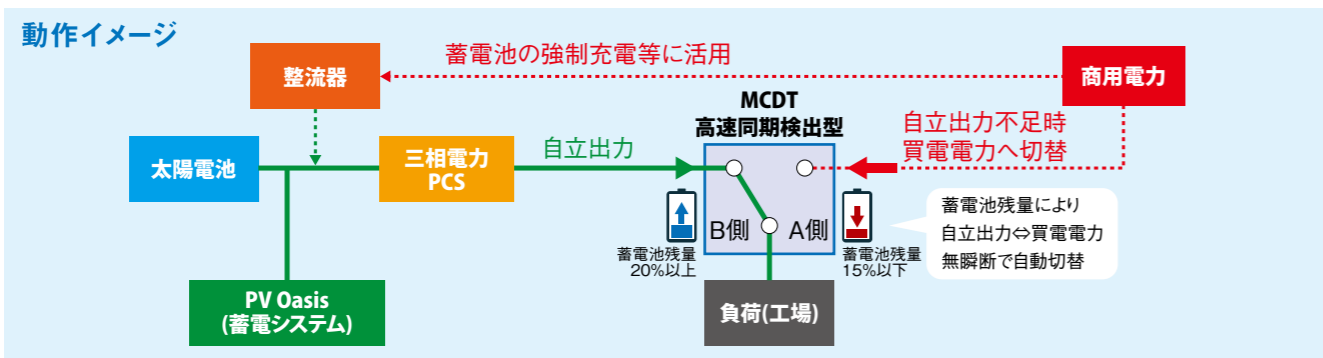 動作イメージ
整流器
蓄電池の強制充電等に活用
商用電力
MCDT
高速同期検出型
太陽電池
三相電力
PCS
自立出力
自立出力不足時
買電電力へ切替
B側
A側
蓄電池残量
20%以上
蓄電池残量
15%以下
蓄電池残量により
自立出力⇔買電電力
無瞬断で自動切替
PV Oasis
(蓄電システム)
負荷(工場)